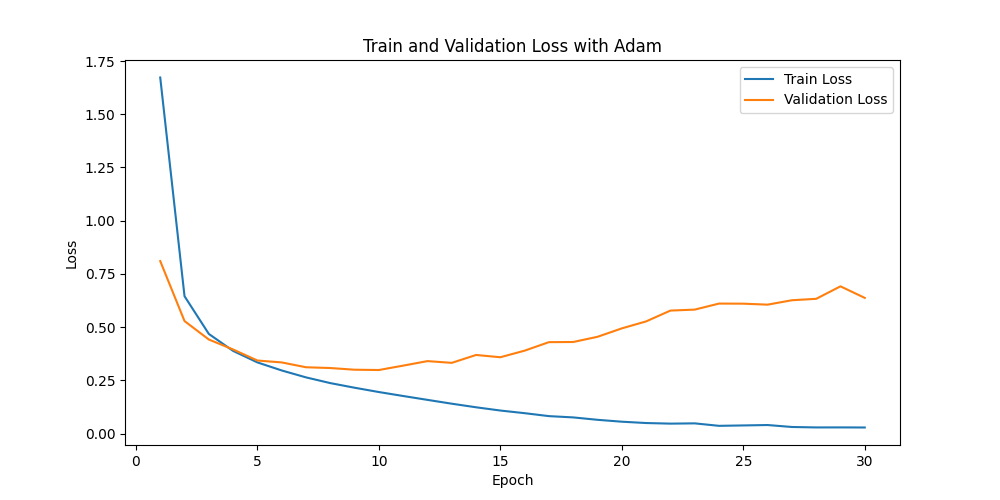 Train and Validation Loss with Adam
Train Loss
Validation Loss
Loss
1.75
1.50
1.25
1.00
0.75
0.50
0.25
0.00
0 5 10 15 20 25 30
Epoch